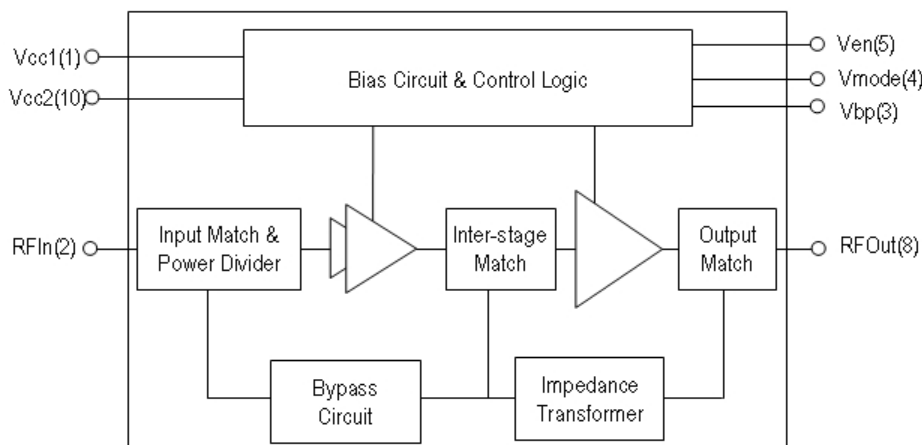 Vcc1(1)
Vcc2(10)
Bias Circuit & Control Logic
Ven(5)
Vmode(4)
Vbp(3)
RFIn(2)
Input Match &
Power Divider
Inter-stage
Match
Output
Match
RFOut(8)
Bypass
Circuit
Impedance
Transformer